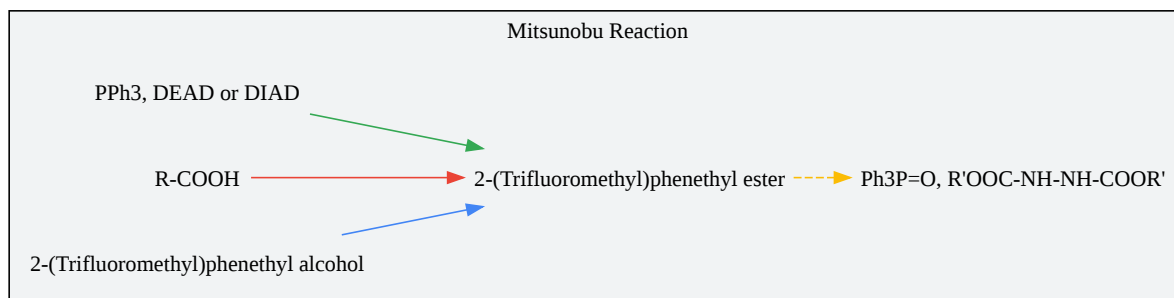 Mitsunobu Reaction
PPh3, DEAD or DIAD
R-COOH
2-(Trifluoromethyl)phenethyl ester
Ph3P=O, R'OOC-NH-NH-COOR'
2-(Trifluoromethyl)phenethyl alcohol